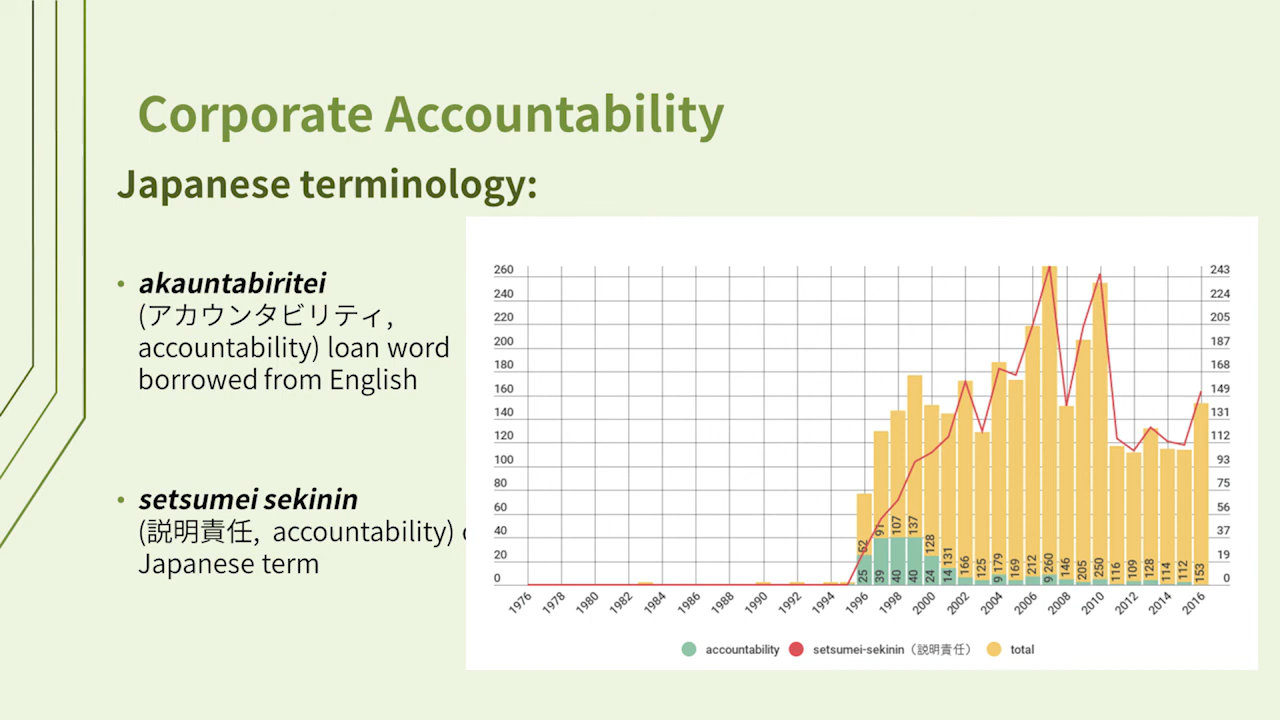 Corporate Accountability
Japanese terminology:
• akauntabiritei
(アカウンタビリティ,
accountability) loan word
borrowed from English
• setsumei sekinin
(説明責任, accountability)
Japanese term
260
240
220
200
180
160
140
120
100
80
60
40
20
0
243
224
205
187
168
149
131
112
93
75
56
37
19
0
62 91 107 137 128 131 166 125 179 169 212 260 146 205 250 116 109 128 114 112 153
25 39 40 40 24 14 9 9
1976 1978 1980 1982 1984 1986 1988 1990 1992 1994 1996 1998 2000 2002 2004 2006 2008 2010 2012 2014 2016
accountability setsumei-sekinin（説明責任） total